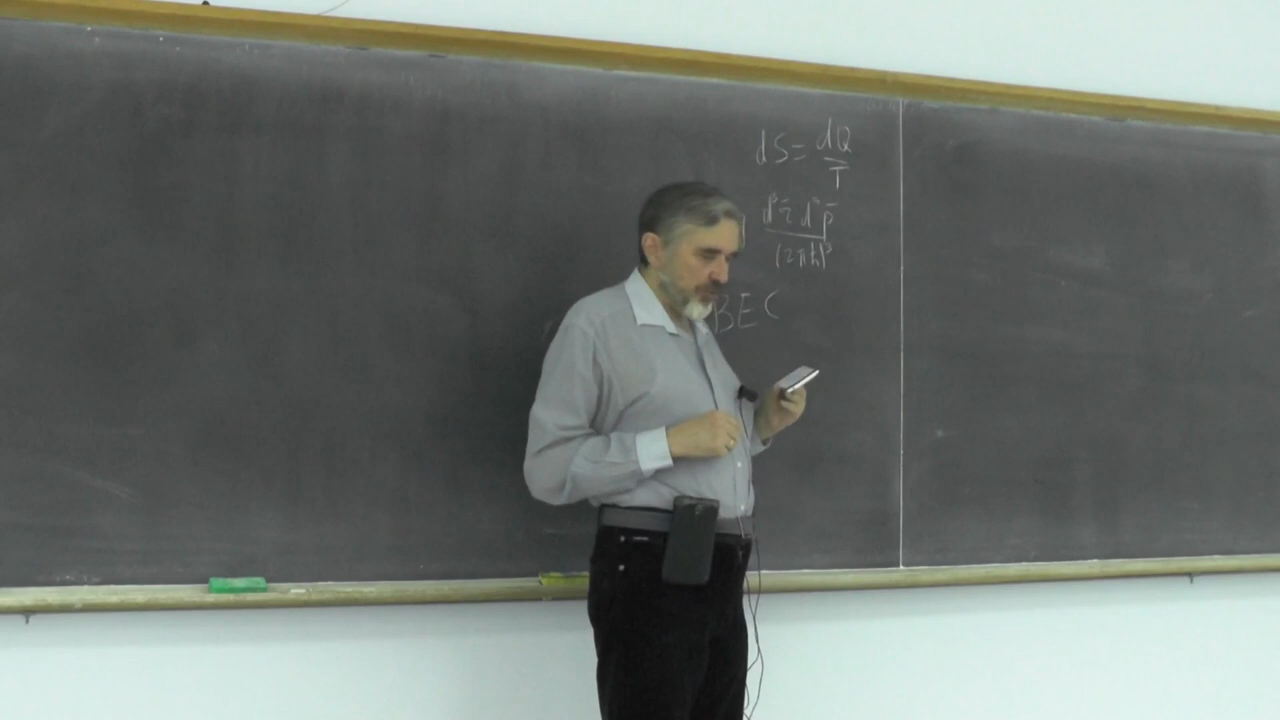 dS = dQ/T
d³r̄ d³p̄/(2πħ)³
BEC